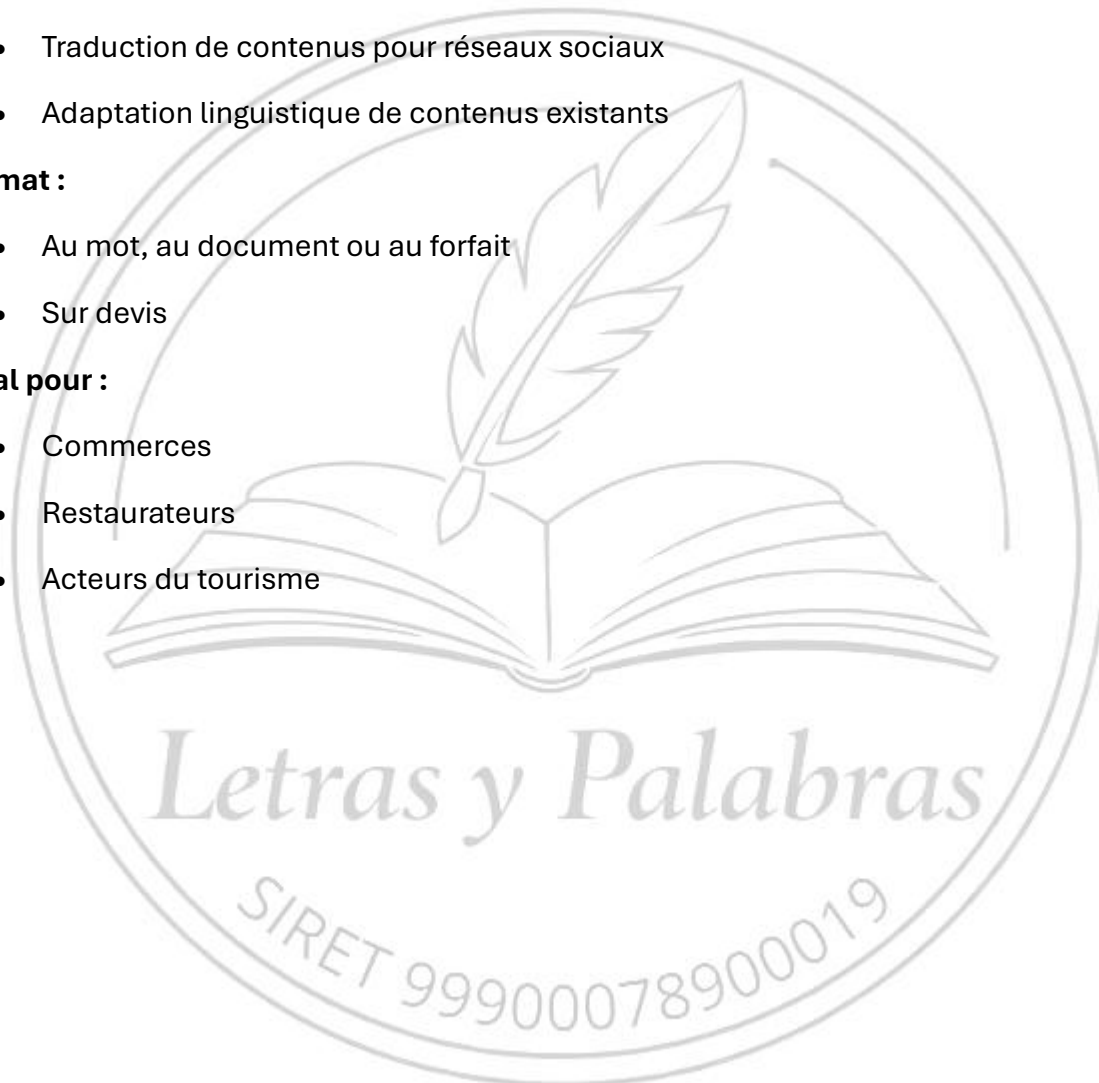 • Traduction de contenus pour réseaux sociaux
• Adaptation linguistique de contenus existants
mat :
• Au mot, au document ou au forfait
• Sur devis
al pour :
• Commerces
• Restaurateurs
• Acteurs du tourisme
Letras y Palabras
SIRET 99900078900019